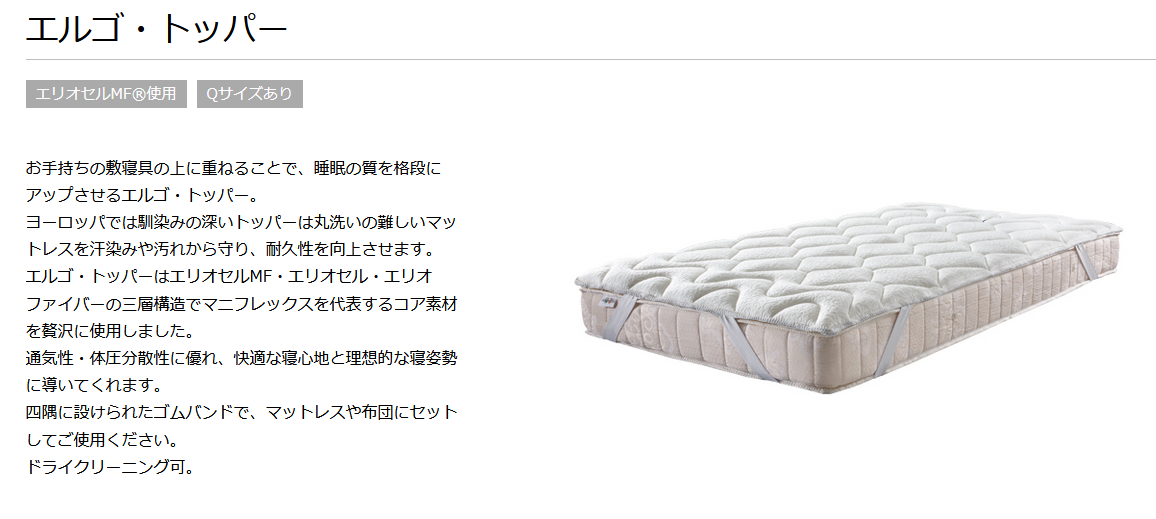 エルゴ・トッパー
エリオセルMF®使用
Qサイズあり
お手持ちの敷寝具の上に重ねることで、睡眠の質を格段に
アップさせるエルゴ・トッパー。
ヨーロッパでは馴染みの深いトッパーは丸洗いの難しいマッ
トレスを汗染みや汚れから守り、耐久性を向上させます。
エルゴ・トッパーはエリオセルMF・エリオセル・エリオ
ファイバーの三層構造でマニフレックスを代表するコア素材
を贅沢に使用しました。
通気性・体圧分散性に優れ、快適な寝心地と理想的な寝姿勢
に導いてくれます。
四隅に設けられたゴムバンドで、マットレスや布団にセット
してご使用ください。
ドライクリーニング可。